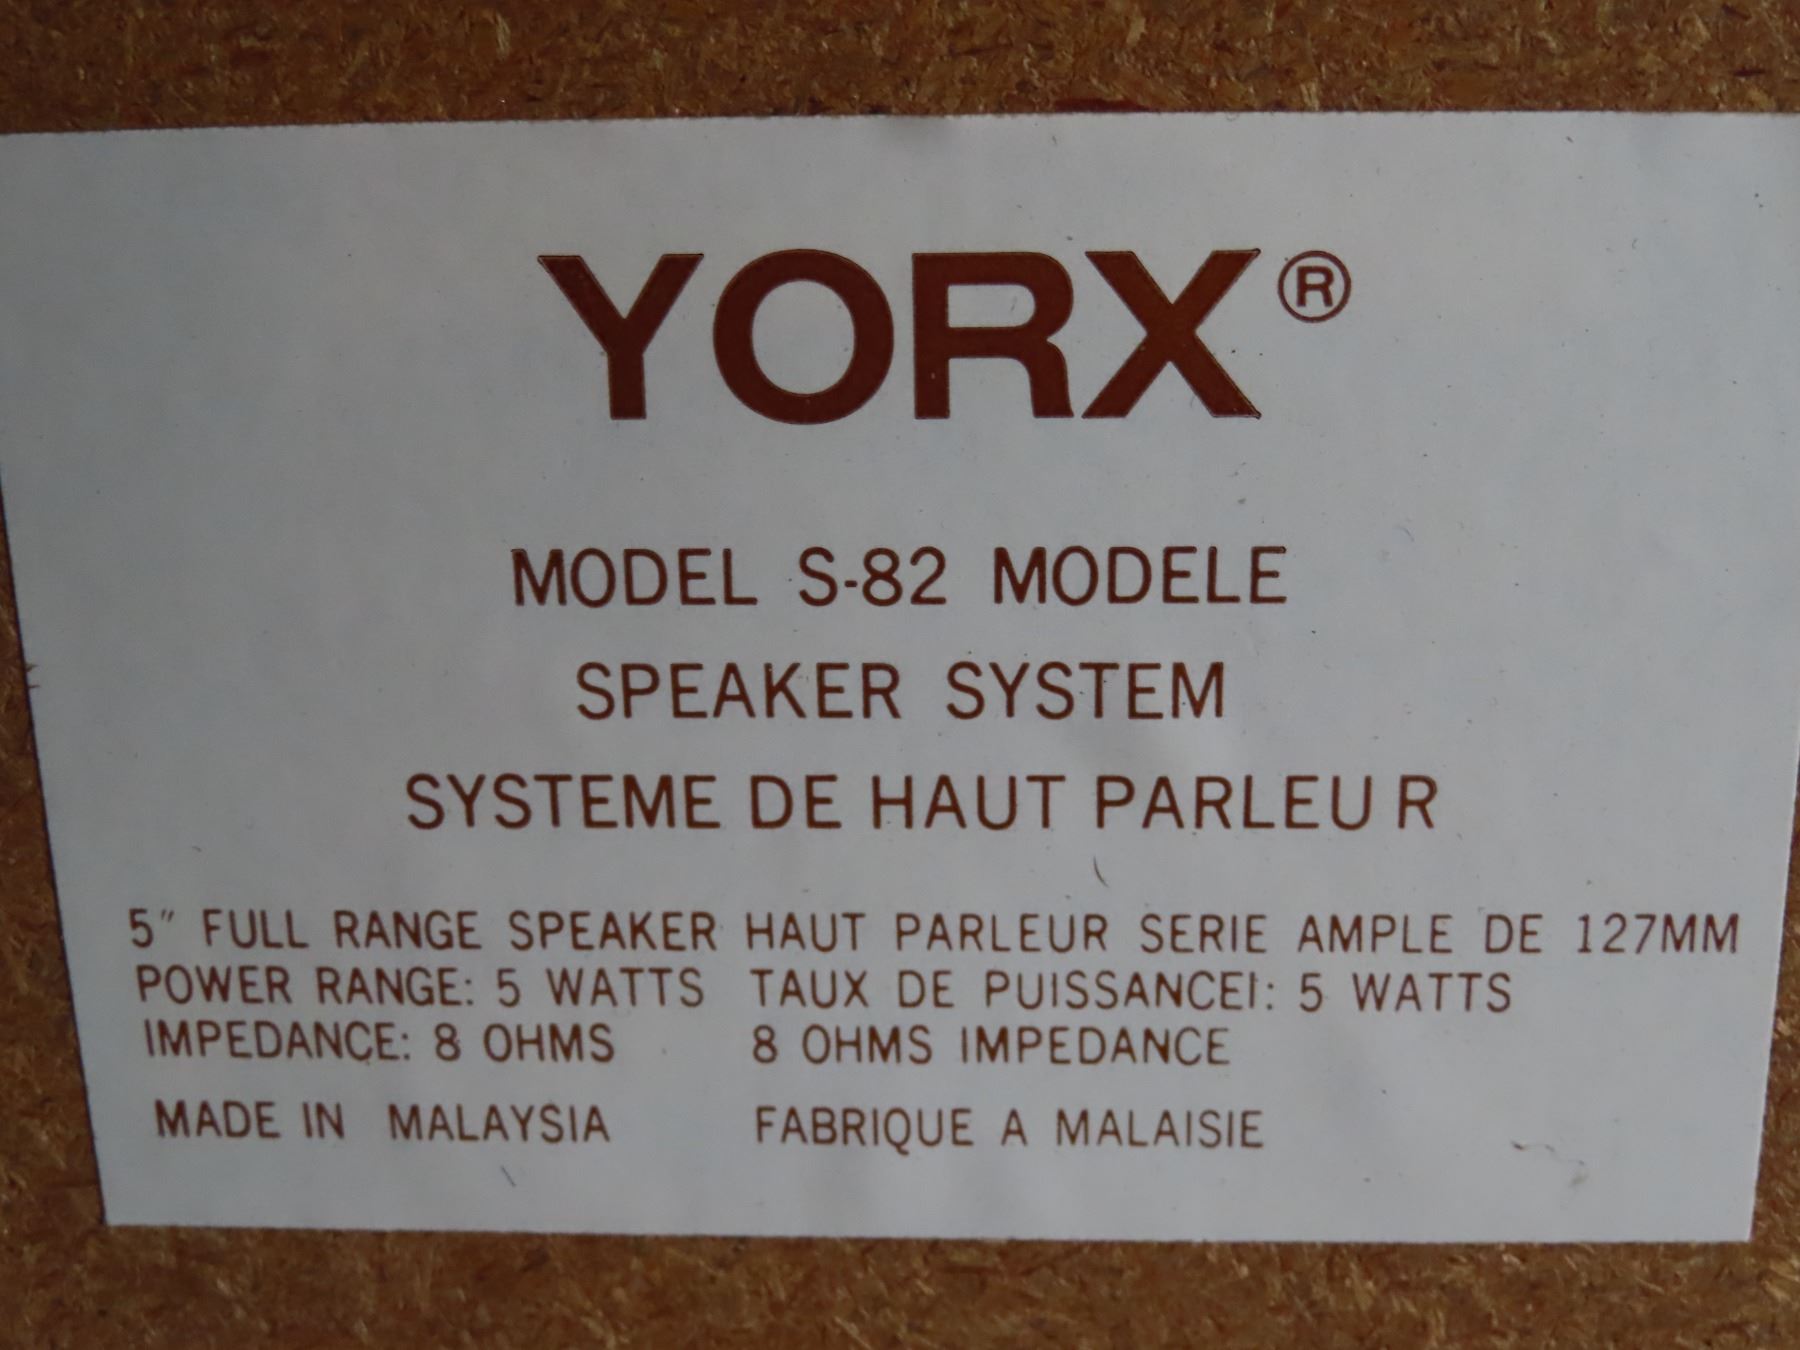 YORX®
MODEL S-82 MODELE
SPEAKER SYSTEM
SYSTEME DE HAUT PARLEUR
5" FULL RANGE SPEAKER HAUT PARLEUR SERIE AMPLE DE 127MM
POWER RANGE: 5 WATTS TAUX DE PUISSANCEI: 5 WATTS
IMPEDANCE: 8 OHMS 8 OHMS IMPEDANCE
MADE IN MALAYSIA FABRIQUE A MALAISIE